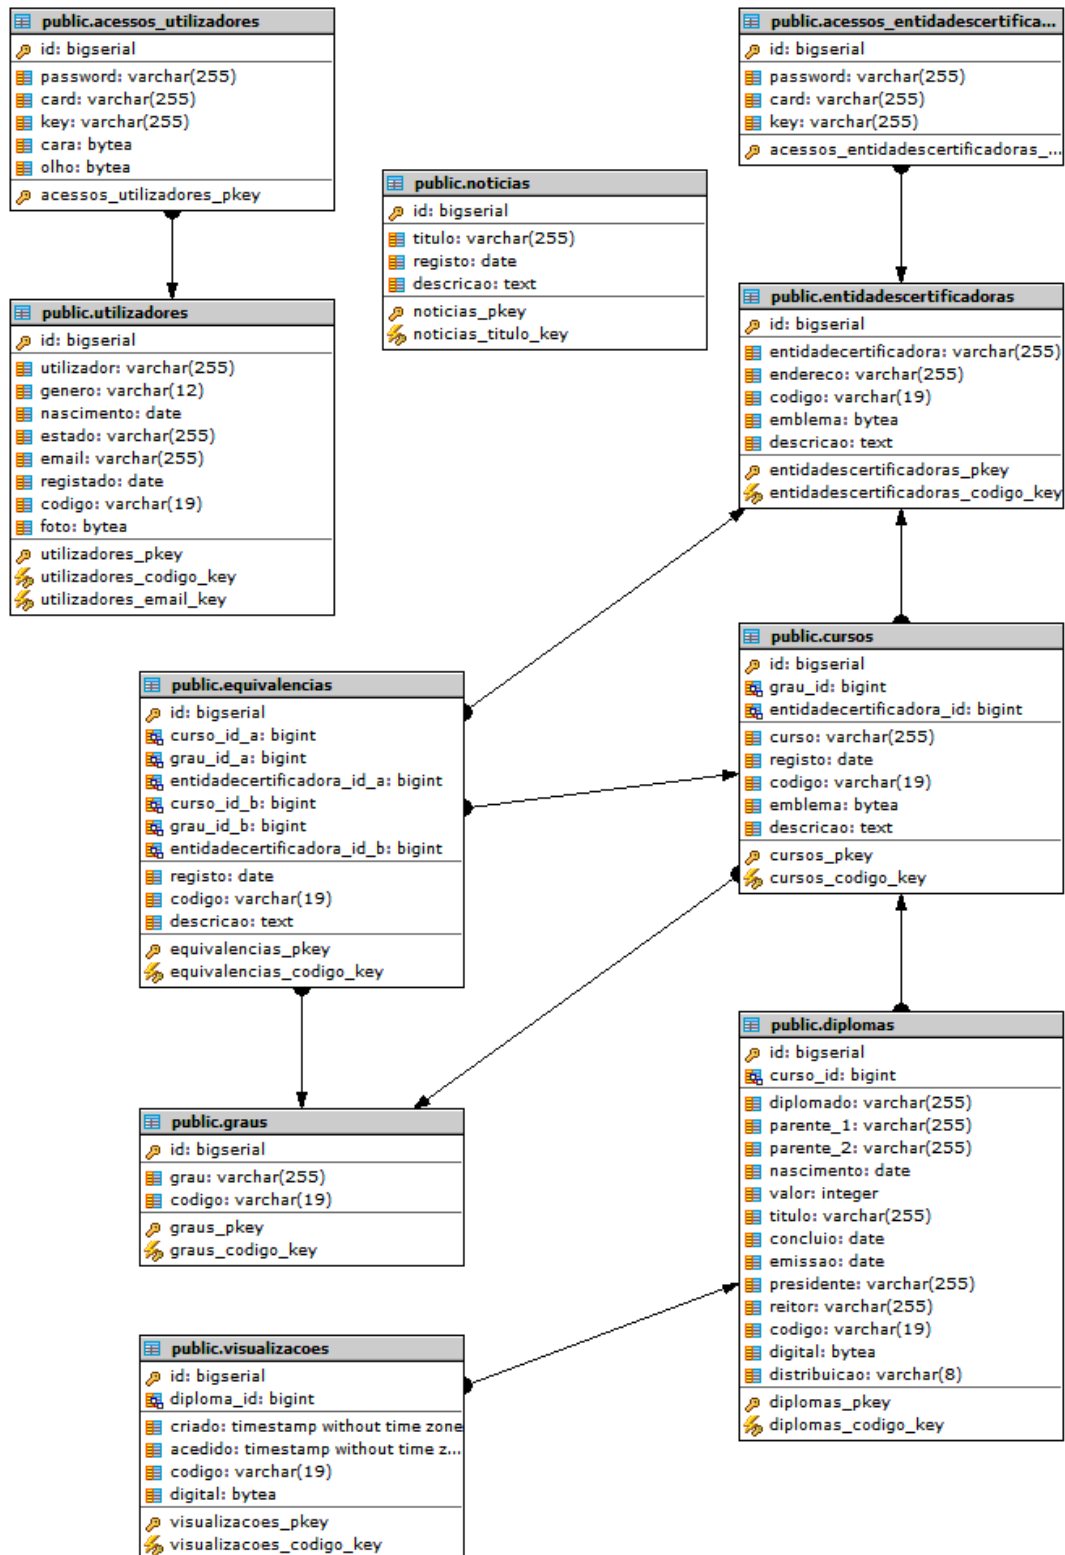 public.acessos_utilizadores
id: bigserial
password: varchar(255)
card: varchar(255)
key: varchar(255)
cara: bytea
olho: bytea
acessos_utilizadores_pkey
public.acessos_entidadescertifica...
id: bigserial
password: varchar(255)
card: varchar(255)
key: varchar(255)
acessos_entidadescertificadoras_...
public.noticias
id: bigserial
titulo: varchar(255)
registo: date
descricao: text
noticias_pkey
noticias_titulo_key
public.utilizadores
id: bigserial
utilizador: varchar(255)
genero: varchar(12)
nascimento: date
estado: varchar(255)
email: varchar(255)
registado: date
codigo: varchar(19)
foto: bytea
utilizadores_pkey
utilizadores_codigo_key
utilizadores_email_key
public.entidadescertificadoras
id: bigserial
entidadecertificadora: varchar(255)
endereco: varchar(255)
codigo: varchar(19)
emblema: bytea
descricao: text
entidadescertificadoras_pkey
entidadescertificadoras_codigo_key
public.equivalencias
id: bigserial
curso_id_a: bigint
grau_id_a: bigint
entidadecertificadora_id_a: bigint
curso_id_b: bigint
grau_id_b: bigint
entidadecertificadora_id_b: bigint
registo: date
codigo: varchar(19)
descricao: text
equivalencias_pkey
equivalencias_codigo_key
public.cursos
id: bigserial
grau_id: bigint
entidadecertificadora_id: bigint
curso: varchar(255)
registo: date
codigo: varchar(19)
emblema: bytea
descricao: text
cursos_pkey
cursos_codigo_key
public.graus
id: bigserial
grau: varchar(255)
codigo: varchar(19)
graus_pkey
graus_codigo_key
public.diplomas
id: bigserial
curso_id: bigint
diplomado: varchar(255)
parente_1: varchar(255)
parente_2: varchar(255)
nascimento: date
valor: integer
titulo: varchar(255)
concluio: date
emissao: date
presidente: varchar(255)
reitor: varchar(255)
codigo: varchar(19)
digital: bytea
distribuicao: varchar(8)
diplomas_pkey
diplomas_codigo_key
public.visualizacoes
id: bigserial
diploma_id: bigint
criado: timestamp without time zone
acedido: timestamp without time z...
codigo: varchar(19)
digital: bytea
visualizacoes_pkey
visualizacoes_codigo_key